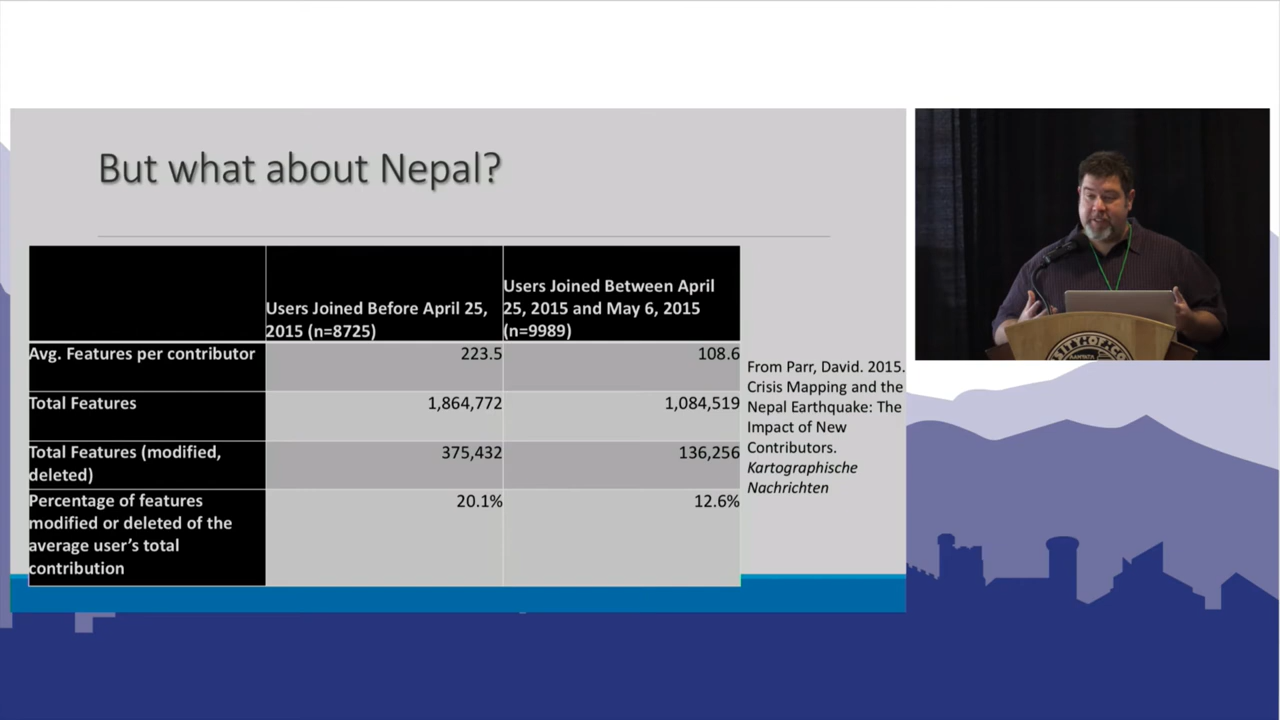 But what about Nepal?
Users Joined Before April 25,
2015 (n=8725)
Users Joined Between April
25, 2015 and May 6, 2015
(n=9989)
Avg. Features per contributor
223.5
108.6
Total Features
1,864,772
1,084,519
Total Features (modified,
deleted)
375,432
136,256
Percentage of features
modified or deleted of the
average user’s total
contribution
20.1%
12.6%
From Parr, David. 2015.
Crisis Mapping and the
Nepal Earthquake: The
Impact of New
Contributors.
Kartographische
Nachrichten